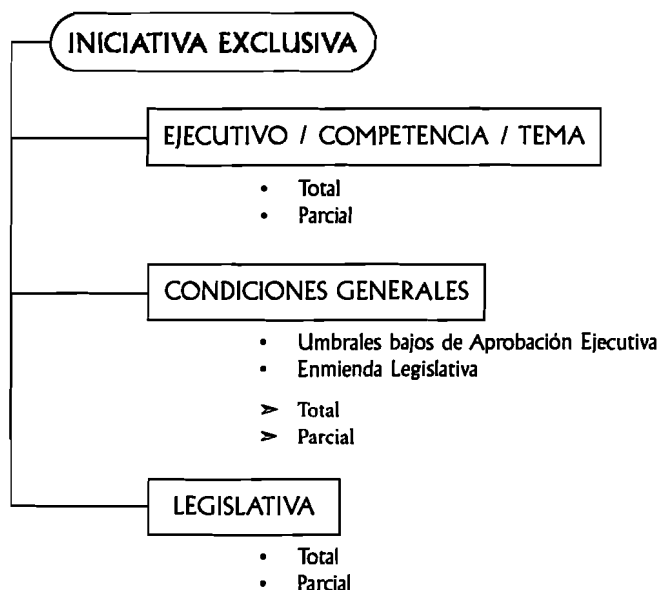 INICIATIVA EXCLUSIVA
EJECUTIVO / COMPETENCIA / TEMA
• Total
• Parcial
CONDICIONES GENERALES
• Umbrales bajos de Aprobación Ejecutiva
• Enmienda Legislativa
➢ Total
➢ Parcial
LEGISLATIVA
• Total
• Parcial